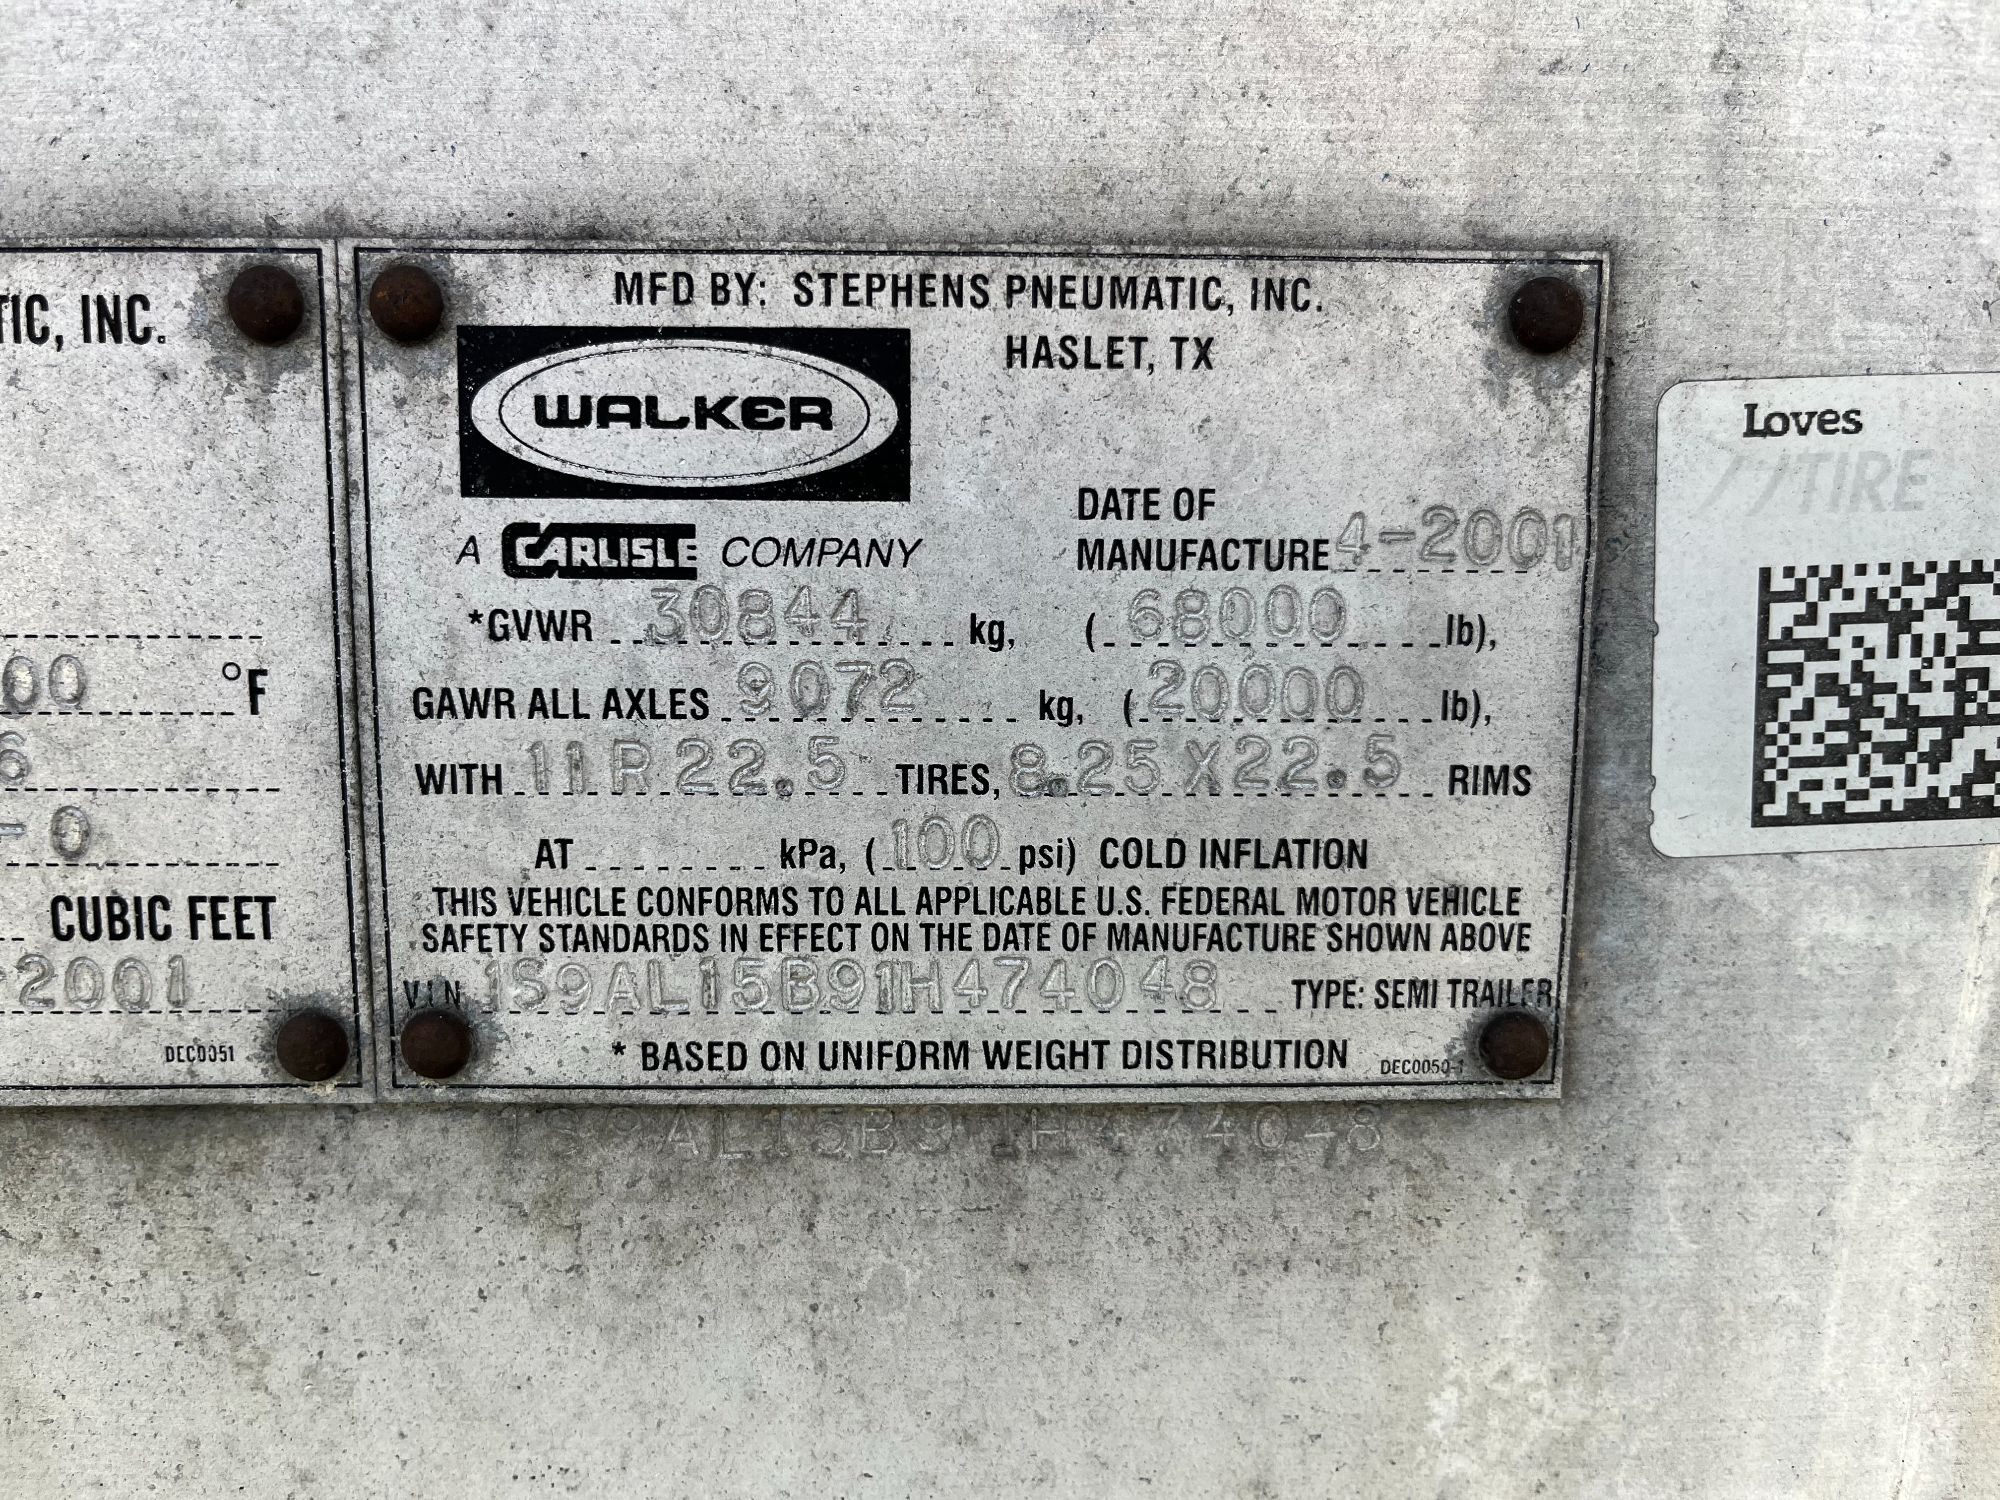 TIC, INC.
00 °F
6
- 0
CUBIC FEET
2001
DEC0051
MFD BY: STEPHENS PNEUMATIC, INC.
HASLET, TX
WALKER
A CARLISLE COMPANY
DATE OF
MANUFACTURE 4-2001
*GVWR 30844 kg, ( 68000 lb),
GAWR ALL AXLES 9072 kg, ( 20000 lb),
WITH 11R22.5 TIRES, 8.25X22.5 RIMS
AT kPa, ( 100 psi) COLD INFLATION
THIS VEHICLE CONFORMS TO ALL APPLICABLE U.S. FEDERAL MOTOR VEHICLE
SAFETY STANDARDS IN EFFECT ON THE DATE OF MANUFACTURE SHOWN ABOVE
VIN 1S9AL15B91H474048 TYPE: SEMI TRAILER
* BASED ON UNIFORM WEIGHT DISTRIBUTION DEC0050-1
1S9AL15B91H474048
Loves
TIRE